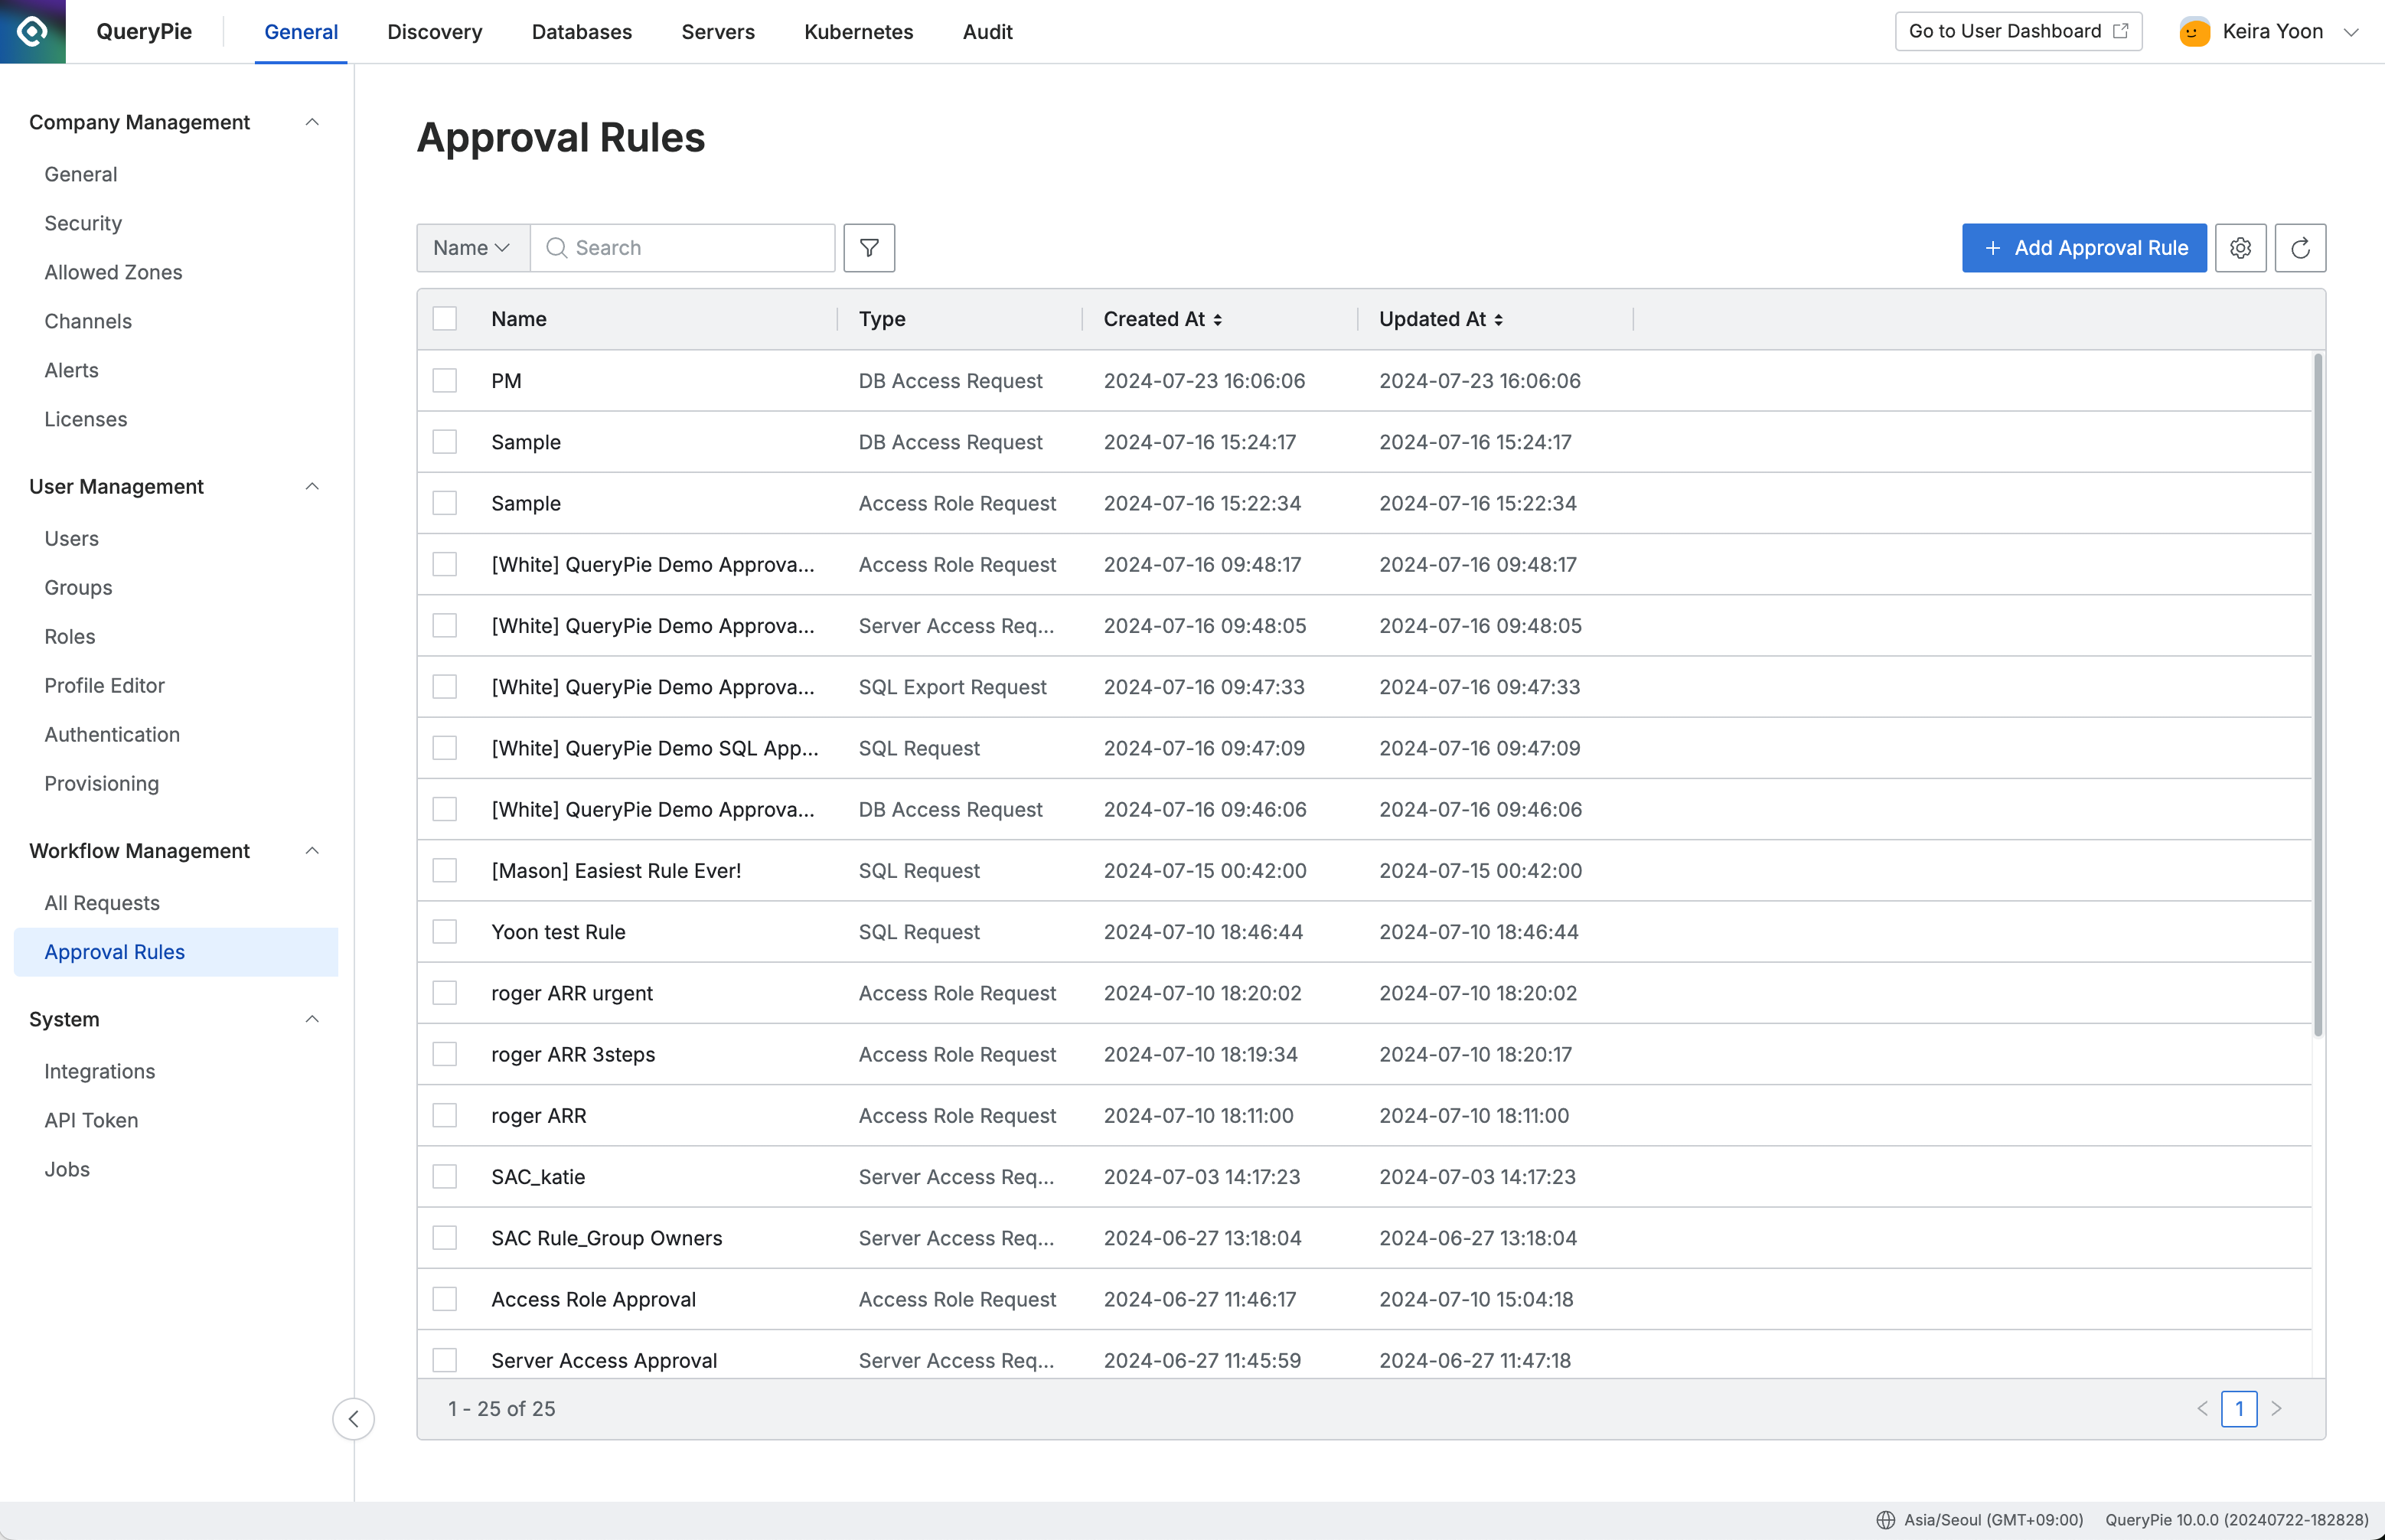 QueryPie
General
Discovery
Databases
Servers
Kubernetes
Audit
Go to User Dashboard
Keira Yoon
Company Management
General
Security
Allowed Zones
Channels
Alerts
Licenses
User Management
Users
Groups
Roles
Profile Editor
Authentication
Provisioning
Workflow Management
All Requests
Approval Rules
System
Integrations
API Token
Jobs
Approval Rules
Name
Search
Add Approval Rule
Name Type Created At Updated At
PM DB Access Request 2024-07-23 16:06:06 2024-07-23 16:06:06
Sample DB Access Request 2024-07-16 15:24:17 2024-07-16 15:24:17
Sample Access Role Request 2024-07-16 15:22:34 2024-07-16 15:22:34
[White] QueryPie Demo Approva... Access Role Request 2024-07-16 09:48:17 2024-07-16 09:48:17
[White] QueryPie Demo Approva... Server Access Req... 2024-07-16 09:48:05 2024-07-16 09:48:05
[White] QueryPie Demo Approva... SQL Export Request 2024-07-16 09:47:33 2024-07-16 09:47:33
[White] QueryPie Demo SQL App... SQL Request 2024-07-16 09:47:09 2024-07-16 09:47:09
[White] QueryPie Demo Approva... DB Access Request 2024-07-16 09:46:06 2024-07-16 09:46:06
[Mason] Easiest Rule Ever! SQL Request 2024-07-15 00:42:00 2024-07-15 00:42:00
Yoon test Rule SQL Request 2024-07-10 18:46:44 2024-07-10 18:46:44
roger ARR urgent Access Role Request 2024-07-10 18:20:02 2024-07-10 18:20:02
roger ARR 3steps Access Role Request 2024-07-10 18:19:34 2024-07-10 18:20:17
roger ARR Access Role Request 2024-07-10 18:11:00 2024-07-10 18:11:00
SAC_katie Server Access Req... 2024-07-03 14:17:23 2024-07-03 14:17:23
SAC Rule_Group Owners Server Access Req... 2024-06-27 13:18:04 2024-06-27 13:18:04
Access Role Approval Access Role Request 2024-06-27 11:46:17 2024-07-10 15:04:18
Server Access Approval Server Access Req... 2024-06-27 11:45:59 2024-06-27 11:47:18
1 - 25 of 25
1
Asia/Seoul (GMT+09:00)
QueryPie 10.0.0 (20240722-182828)